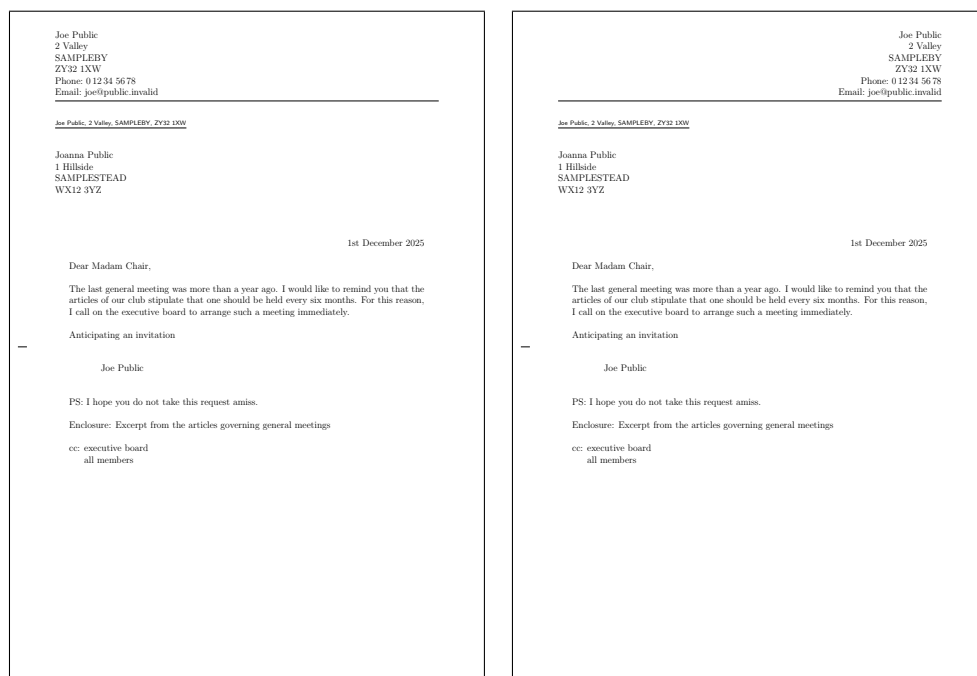 Joe Public
2 Valley
SAMPLEBY
ZY32 1XW
Phone: 0 12 34 56 78
Email: joe@public.invalid
Joe Public, 2 Valley, SAMPLEBY, ZY32 1XW
Joanna Public
1 Hillside
SAMPLESTEAD
WX12 3YZ
1st December 2025
Dear Madam Chair,
The last general meeting was more than a year ago. I would like to remind you that the
articles of our club stipulate that one should be held every six months. For this reason,
I call on the executive board to arrange such a meeting immediately.
Anticipating an invitation
Joe Public
PS: I hope you do not take this request amiss.
Enclosure: Excerpt from the articles governing general meetings
cc: executive board
all members
Joe Public
2 Valley
SAMPLEBY
ZY32 1XW
Phone: 0 12 34 56 78
Email: joe@public.invalid
Joe Public, 2 Valley, SAMPLEBY, ZY32 1XW
Joanna Public
1 Hillside
SAMPLESTEAD
WX12 3YZ
1st December 2025
Dear Madam Chair,
The last general meeting was more than a year ago. I would like to remind you that the
articles of our club stipulate that one should be held every six months. For this reason,
I call on the executive board to arrange such a meeting immediately.
Anticipating an invitation
Joe Public
PS: I hope you do not take this request amiss.
Enclosure: Excerpt from the articles governing general meetings
cc: executive board
all members